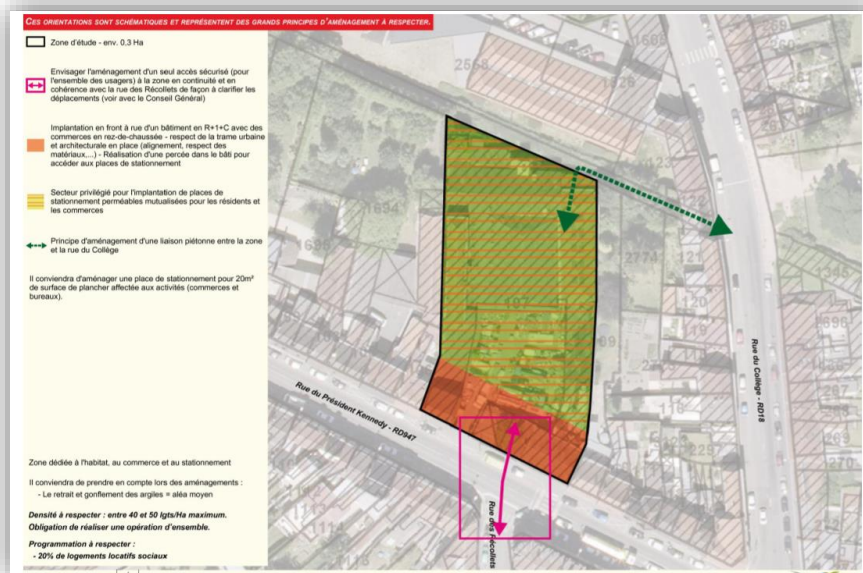 CES ORIENTATIONS SONT SCHÉMATIQUES ET REPRÉSENTENT DES GRANDS PRINCIPES D'AMÉNAGEMENT À RESPECTER.
Zone d'étude - env. 0,3 Ha
Envisager l'aménagement d'un seul accès sécurisé (pour
l'ensemble des usagers) à la zone en continuité et en
cohérence avec la rue des Récollets de façon à clarifier les
déplacements (voir avec le Conseil Général)
Implantation en front à rue d'un bâtiment en R+1+C avec des
commerces en rez-de-chaussée - respect de la trame urbaine
et architecturale en place (alignement, respect des
matériaux,...) - Réalisation d'une percée dans le bâti pour
accéder aux places de stationnement
Secteur privilégié pour l'implantation de places de
stationnement perméables mutualisées pour les résidents et
les commerces
Principe d'aménagement d'une liaison piétonne entre la zone
et la rue du Collège
Il conviendra d'aménager une place de stationnement pour 20m²
de surface de plancher affectée aux activités (commerces et
bureaux).
Zone dédiée à l'habitat, au commerce et au stationnement
Il conviendra de prendre en compte lors des aménagements :
- Le retrait et gonflement des argiles = aléa moyen
Densité à respecter : entre 40 et 50 lgts/Ha maximum.
Obligation de réaliser une opération d'ensemble.
Programmation à respecter :
- 20% de logements locatifs sociaux
Rue du Président Kennedy - RD947
Rue des Récollets
Rue du Collège - RD18
2568
1694
1695
121
120
119
118
2297